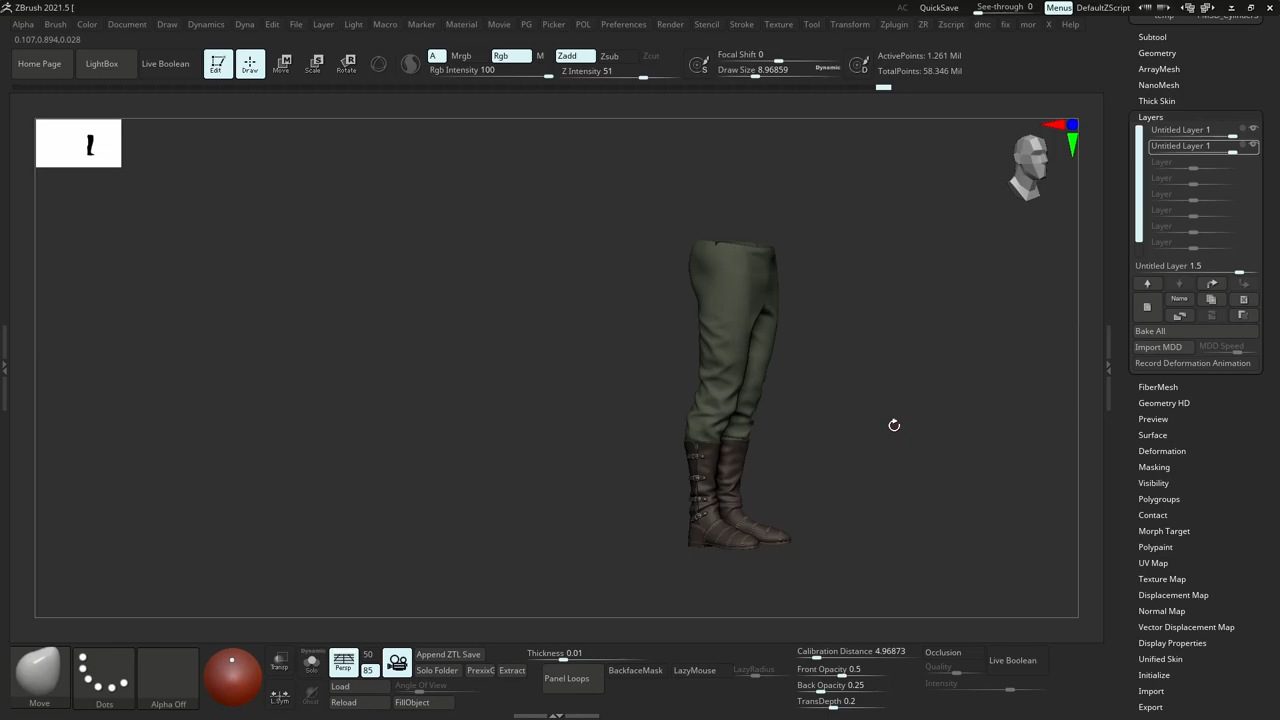 ZBrush 2021.5 [
AC QuickSave See-through 0 Menus DefaultZScript
Alpha Brush Color Document Draw Dynamics Dynamic Edit File Layer Light Macro Marker Material Movie PG Picker POL Preferences Render Stencil Stroke Texture Tool Transform Zplugin ZR Zscript dmc fix mor X Help
0.107,0.894,0.028
Home Page LightBox Live Boolean Edit Draw Move Scale Rotate
A Mrgb Rgb M Zadd Zsub Zcut
Rgb Intensity 100 Z Intensity 51
S Focal Shift 0
Draw Size 8.96859 Dynamic D
ActivePoints: 1.261 Mil
TotalPoints: 58.346 Mil
Subtool
Geometry
ArrayMesh
NanoMesh
Thick Skin
Layers
Untitled Layer 1
Untitled Layer 1
Layer
Layer
Layer
Layer
Layer
Layer
Untitled Layer 1.5
Name
Bake All
Import MDD MDD Speed
Record Deformation Animation
FiberMesh
Geometry HD
Preview
Surface
Deformation
Masking
Visibility
Polygroups
Contact
Morph Target
Polypaint
UV Map
Texture Map
Displacement Map
Normal Map
Vector Displacement Map
Display Properties
Unified Skin
Initialize
Import
Export
Move Dots Alpha Off
Transp Dynamic Solo Persp 50 85
L.Sym Ghost
Append ZTL Save
Solo Folder PrefixC Extract
Load Angle Of View
Reload FillObject
Thickness 0.01
Panel Loops
BackfaceMask LazyMouse LazyRadius
Calibration Distance 4.96873
Front Opacity 0.5
Back Opacity 0.25
TransDepth 0.2
Occlusion
Quality
Intensity
Live Boolean